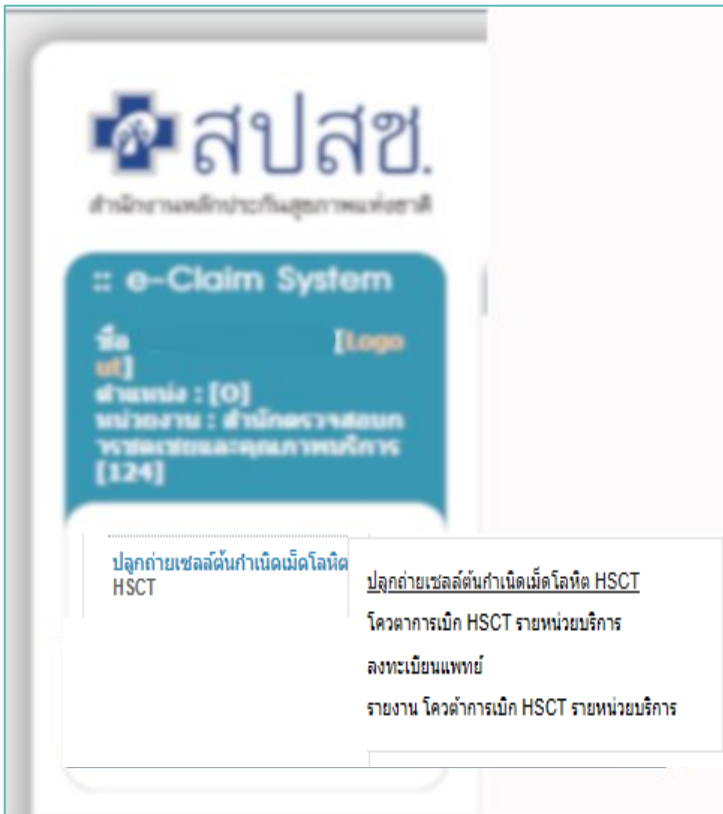 สปสช.
สำนักงานหลักประกันสุขภาพแห่งชาติ
:: e-Claim System
ชื่อ [Logo
ut]
ตำแหน่ง : [O]
หน่วยงาน : สำนักตรวจสอบก
ารชดเชยและคุณภาพบริการ
[124]
ปลูกถ่ายเซลล์ต้นกำเนิดเม็ดโลหิต
HSCT
ปลูกถ่ายเซลล์ต้นกำเนิดเม็ดโลหิต HSCT
โควตาการเบิก HSCT รายหน่วยบริการ
ลงทะเบียนแพทย์
รายงาน โควต้าการเบิก HSCT รายหน่วยบริการ